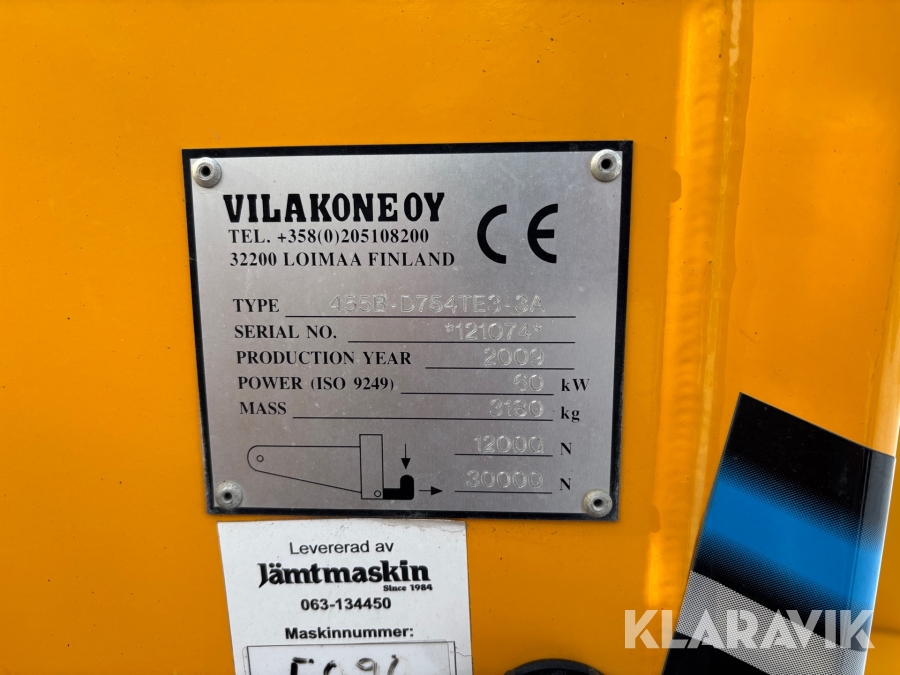 VILAKONE OY
TEL. +358(0)205108200
32200 LOIMAA FINLAND
CE
TYPE 455B-D754TE3-3A
SERIAL NO. *121074*
PRODUCTION YEAR 2009
POWER (ISO 9249) 60 kW
MASS kg
12000 N
30000 N
Levererad av
Jämtmaskin
Since 1984
063-134450
Maskinnummer:
KLARAVIK